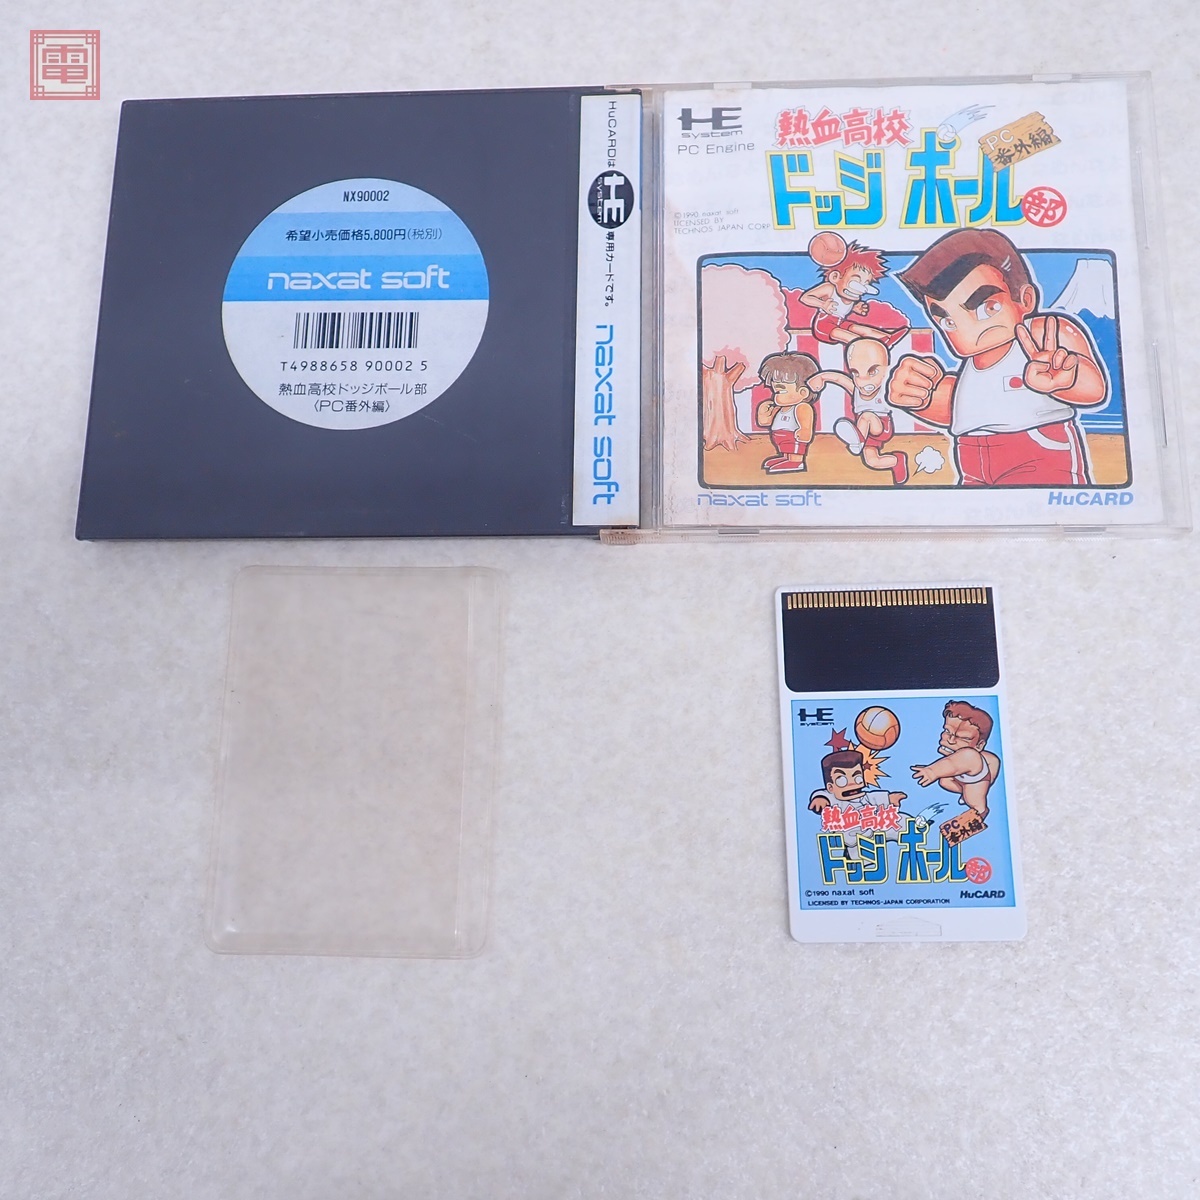 電
NX90002
希望小売価格5,800円(税別)
naxat soft
T4988658 90002 5
熱血高校ドッジボール部
〈PC番外編〉
HuCARDは
HE
system
専用カードです。
naxat soft
HE
system
PC Engine
熱血高校
ドッジボール部
PC
番外編
©1990 naxat soft
LICENSED BY
TECHNOS JAPAN CORP
naxat soft
HuCARD
HE
system
熱血高校
ドッジボール部
PC
番外編
©1990 naxat soft
HuCARD
LICENSED BY TECHNOS-JAPAN CORPORATION